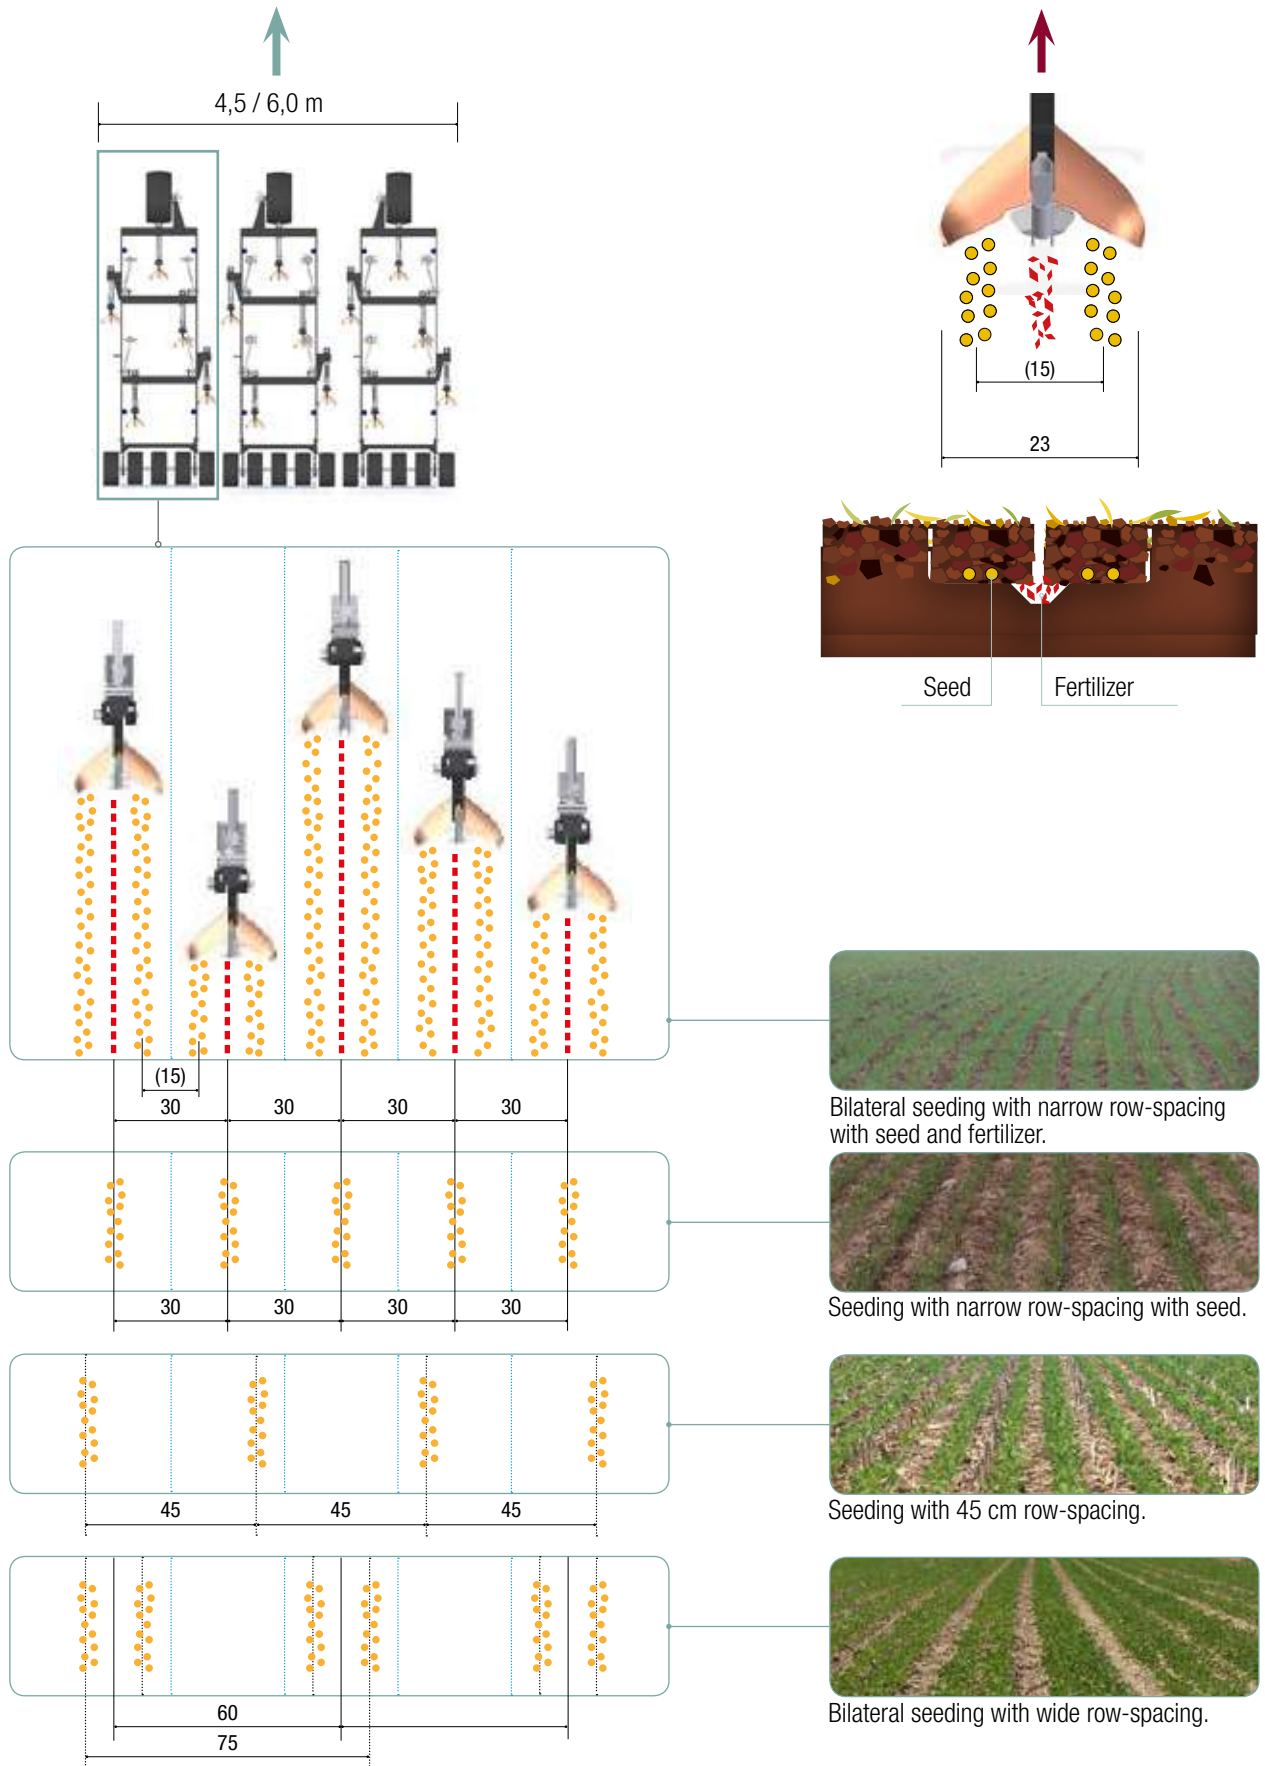 4,5 / 6,0 m
(15)
23
Seed
Fertilizer
(15)
30
30
30
30
Bilateral seeding with narrow row-spacing
with seed and fertilizer.
30
30
30
30
Seeding with narrow row-spacing with seed.
45
45
45
Seeding with 45 cm row-spacing.
60
75
Bilateral seeding with wide row-spacing.